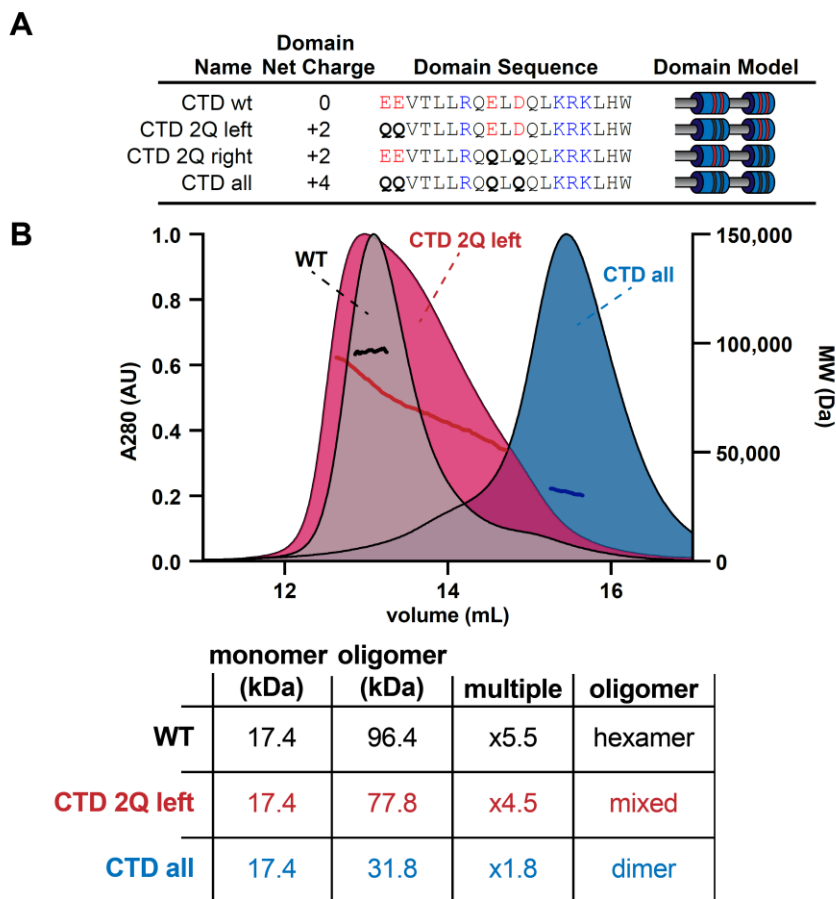 A
Domain
Name Net Charge Domain Sequence Domain Model
CTD wt 0 EEVTLLRQELDQLKRKLHW
CTD 2Q left +2 QQVTLLRQELDQLKRKLHW
CTD 2Q right +2 EEVTLLRQQLQQLKRKLHW
CTD all +4 QQVTLLRQQLQQLKRKLHW
B
1.0 150,000
CTD 2Q left
WT
CTD all
0.8
100,000
0.6
A280 (AU)
MW (Da)
0.4
50,000
0.2
0.0 0
12 14 16
volume (mL)
monomer oligomer
(kDa) (kDa) multiple oligomer
WT 17.4 96.4 x5.5 hexamer
CTD 2Q left 17.4 77.8 x4.5 mixed
CTD all 17.4 31.8 x1.8 dimer